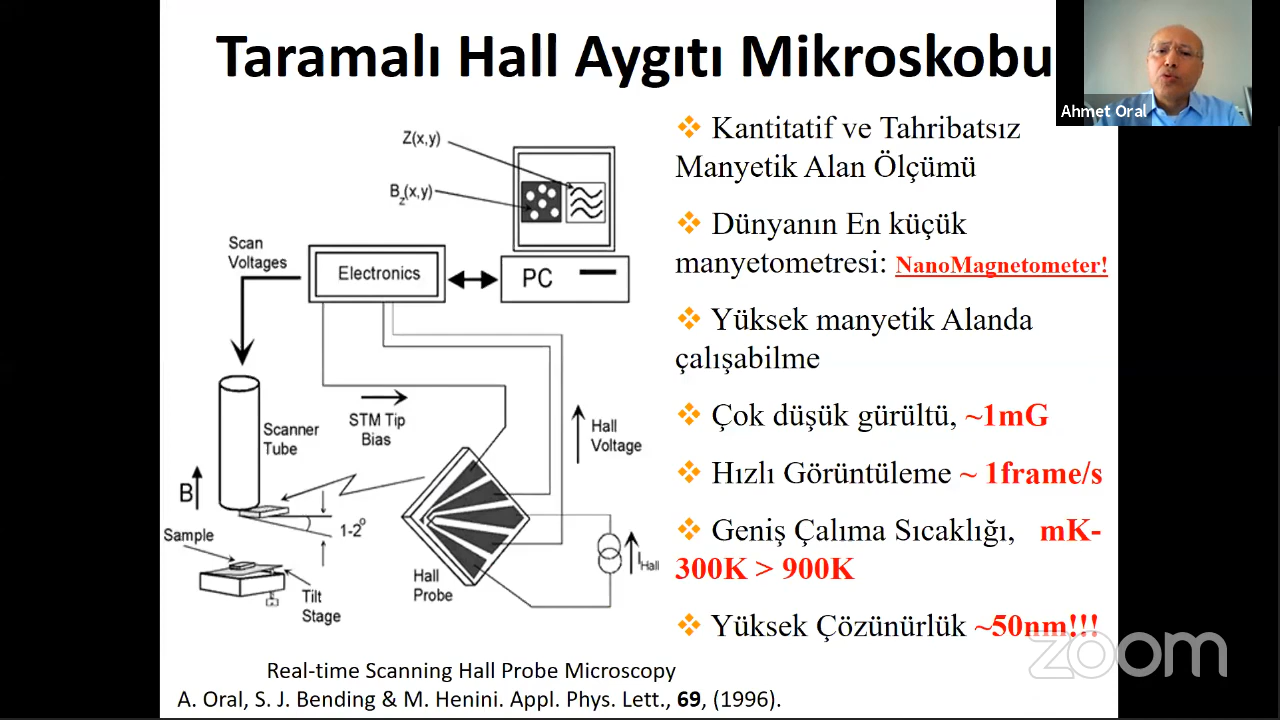 Taramalı Hall Aygıtı Mikroskobu
Ahmet Oral
Z(x,y)
Bz(x,y)
Scan
Voltages
Electronics
PC
STM Tip
Bias
Scanner
Tube
Hall
Voltage
B
1-2°
Sample
Tilt
Stage
Hall
Probe
IHall
❖ Kantitatif ve Tahribatsız
Manyetik Alan Ölçümü
❖ Dünyanın En küçük
manyetometresi: NanoMagnetometer!
❖ Yüksek manyetik Alanda
çalışabilme
❖ Çok düşük gürültü, ~1mG
❖ Hızlı Görüntüleme ~ 1frame/s
❖ Geniş Çalıma Sıcaklığı, mK-
300K > 900K
❖ Yüksek Çözünürlük ~50nm!!!
zoom
Real-time Scanning Hall Probe Microscopy
A. Oral, S. J. Bending & M. Henini. Appl. Phys. Lett., 69, (1996).